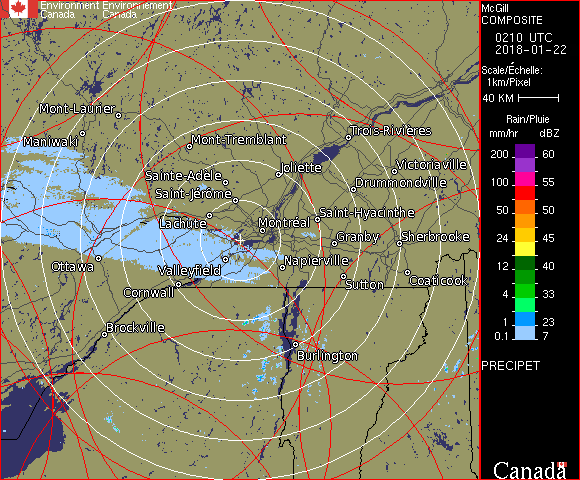 Environment Environnement
Canada Canada
McGill
COMPOSITE
0210 UTC
2018-01-22
Scale/Échelle:
1km/Pixel
40 KM
Rain/Pluie
mm/hr dBZ
200 60
100 55
50 50
24 45
12 40
4 33
1 23
0.1 7
PRECIPET
Canada
Mont-Laurier
Maniwaki
Mont-Tremblant
Trois-Rivières
Sainte-Adèle
Joliette
Victoriaville
Saint-Jérôme
Drummondville
Lachute
Montréal
Saint-Hyacinthe
Granby
Sherbrooke
Ottawa
Valleyfield
Napierville
Cornwall
Sutton
Coaticook
Brockville
Burlington